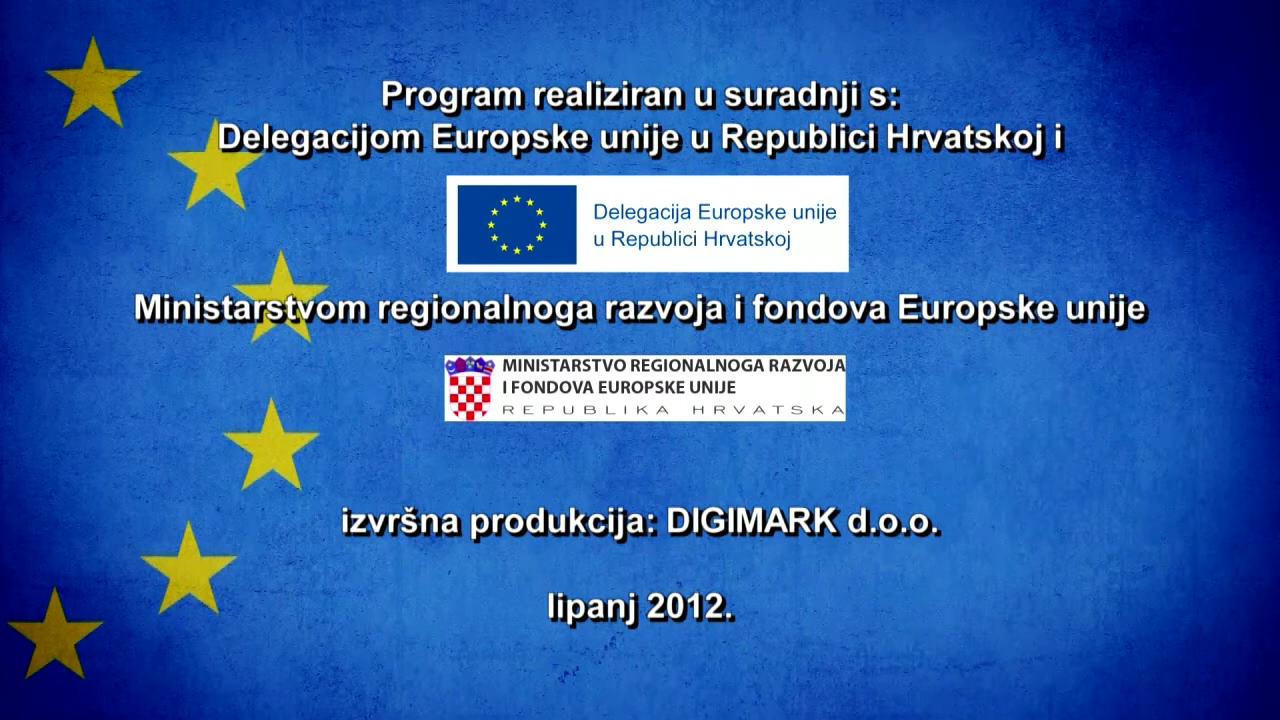 Program realiziran u suradnji s:
Delegacijom Europske unije u Republici Hrvatskoj i
Delegacija Europske unije
u Republici Hrvatskoj
Ministarstvom regionalnoga razvoja i fondova Europske unije
MINISTARSTVO REGIONALNOGA RAZVOJA
I FONDOVA EUROPSKE UNIJE
REPUBLIKA HRVATSKA
izvršna produkcija: DIGIMARK d.o.o.
lipanj 2012.